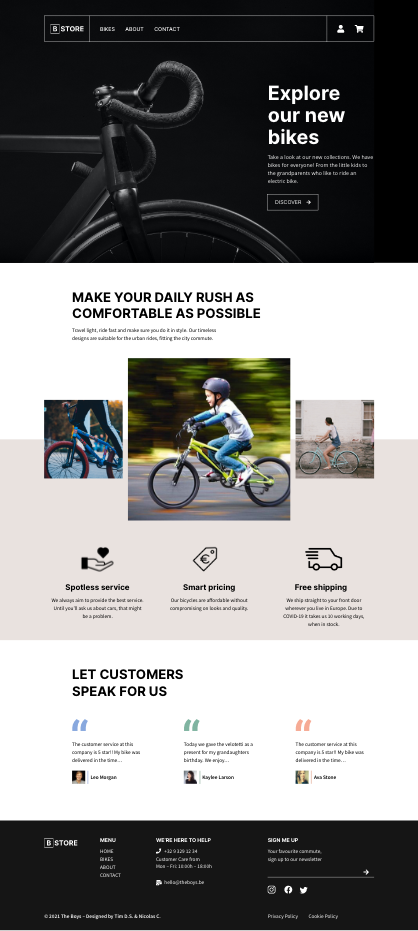 B STORE
BIKES ABOUT CONTACT
Explore
our new
bikes
Take a look at our new collections. We have
bikes for everyone! From the little kids to
the grandparents who like to ride an
electric bike.
DISCOVER
MAKE YOUR DAILY RUSH AS
COMFORTABLE AS POSSIBLE
Travel light, ride fast and make sure you do it in style. Our timeless
designs are suitable for the urban rides, fitting the city commute.
Spotless service
We always aim to provide the best service.
Until you'll ask us about cars, that might
be a problem.
Smart pricing
Our bicycles are affordable without
compromising on looks and quality.
Free shipping
We ship straight to your front door
wherever you live in Europe. Due to
COVID-19 it takes us 10 working days,
when in stock.
LET CUSTOMERS
SPEAK FOR US
The customer service at this
company is 5 star!! My bike was
delivered in the time...
Leo Morgan
Today we gave the velotetti as a
present for my grandaughters
birthday. We enjoy...
Kaylee Larson
The customer service at this
company is 5 star!! My bike was
delivered in the time...
Ava Stone
B STORE
MENU
HOME
BIKES
ABOUT
CONTACT
WE'RE HERE TO HELP
+32 9 329 12 34
Customer Care from
Mon – Fri: 10:00h – 18:00h
hello@theboys.be
SIGN ME UP
Your favourite commute,
sign up to our newsletter
© 2021 The Boys – Designed by Tim D.S. & Nicolas C.
Privacy Policy Cookie Policy